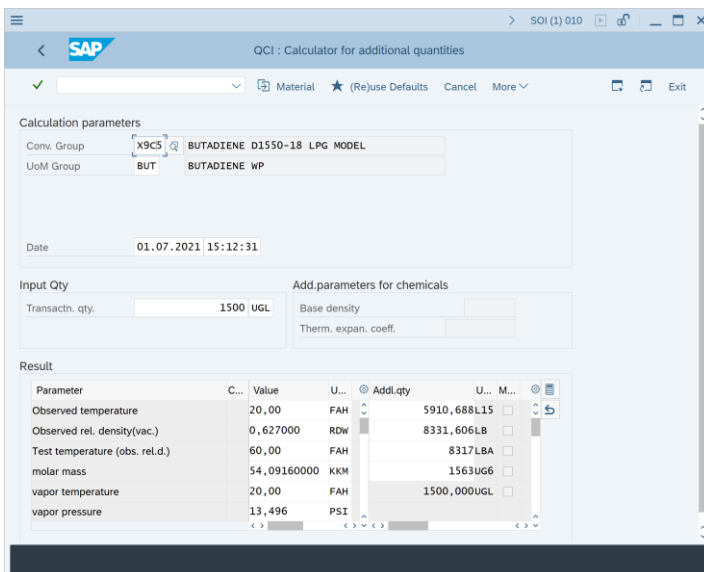 SOI (1) 010
SAP
QCI : Calculator for additional quantities
Material (Re)use Defaults Cancel More Exit
Calculation parameters
Conv. Group X9C5 BUTADIENE D1550-18 LPG MODEL
UoM Group BUT BUTADIENE WP
Date 01.07.2021 15:12:31
Input Qty Add.parameters for chemicals
Transactn. qty. 1500 UGL Base density
Therm. expan. coeff.
Result
Parameter C... Value U... Addl.qty U... M...
Observed temperature 20,00 FAH 5910,688 L15
Observed rel. density(vac.) 0,627000 RDW 8331,606 LB
Test temperature (obs. rel.d.) 60,00 FAH 8317 LBA
molar mass 54,09160000 KKM 1563 UG6
vapor temperature 20,00 FAH 1500,000 UGL
vapor pressure 13,496 PSI